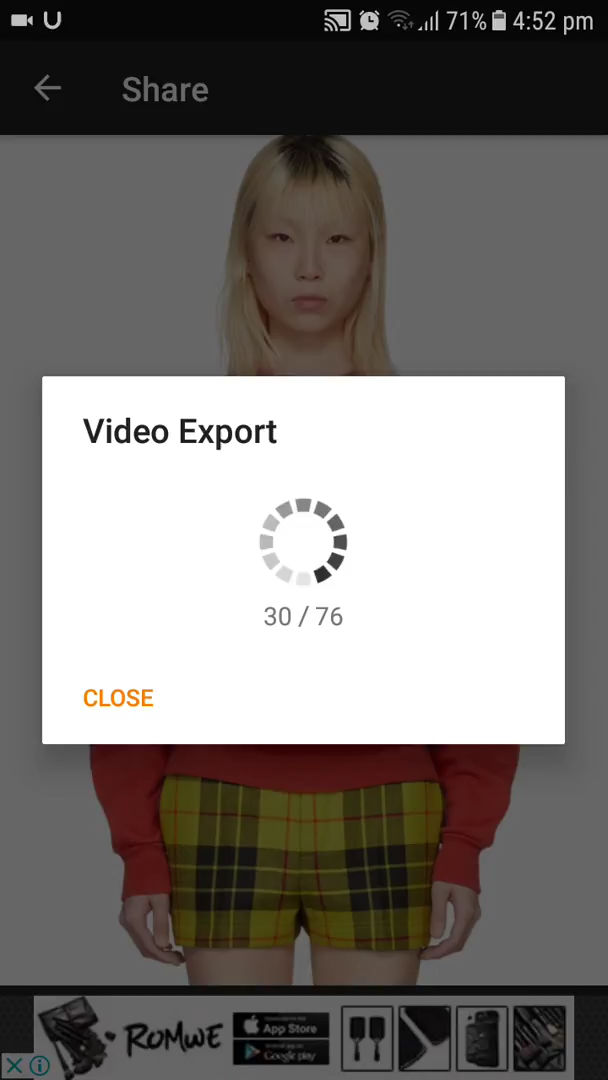 71% 4:52 pm
Share
Video Export
30 / 76
CLOSE
ROMWE
App Store
Google play